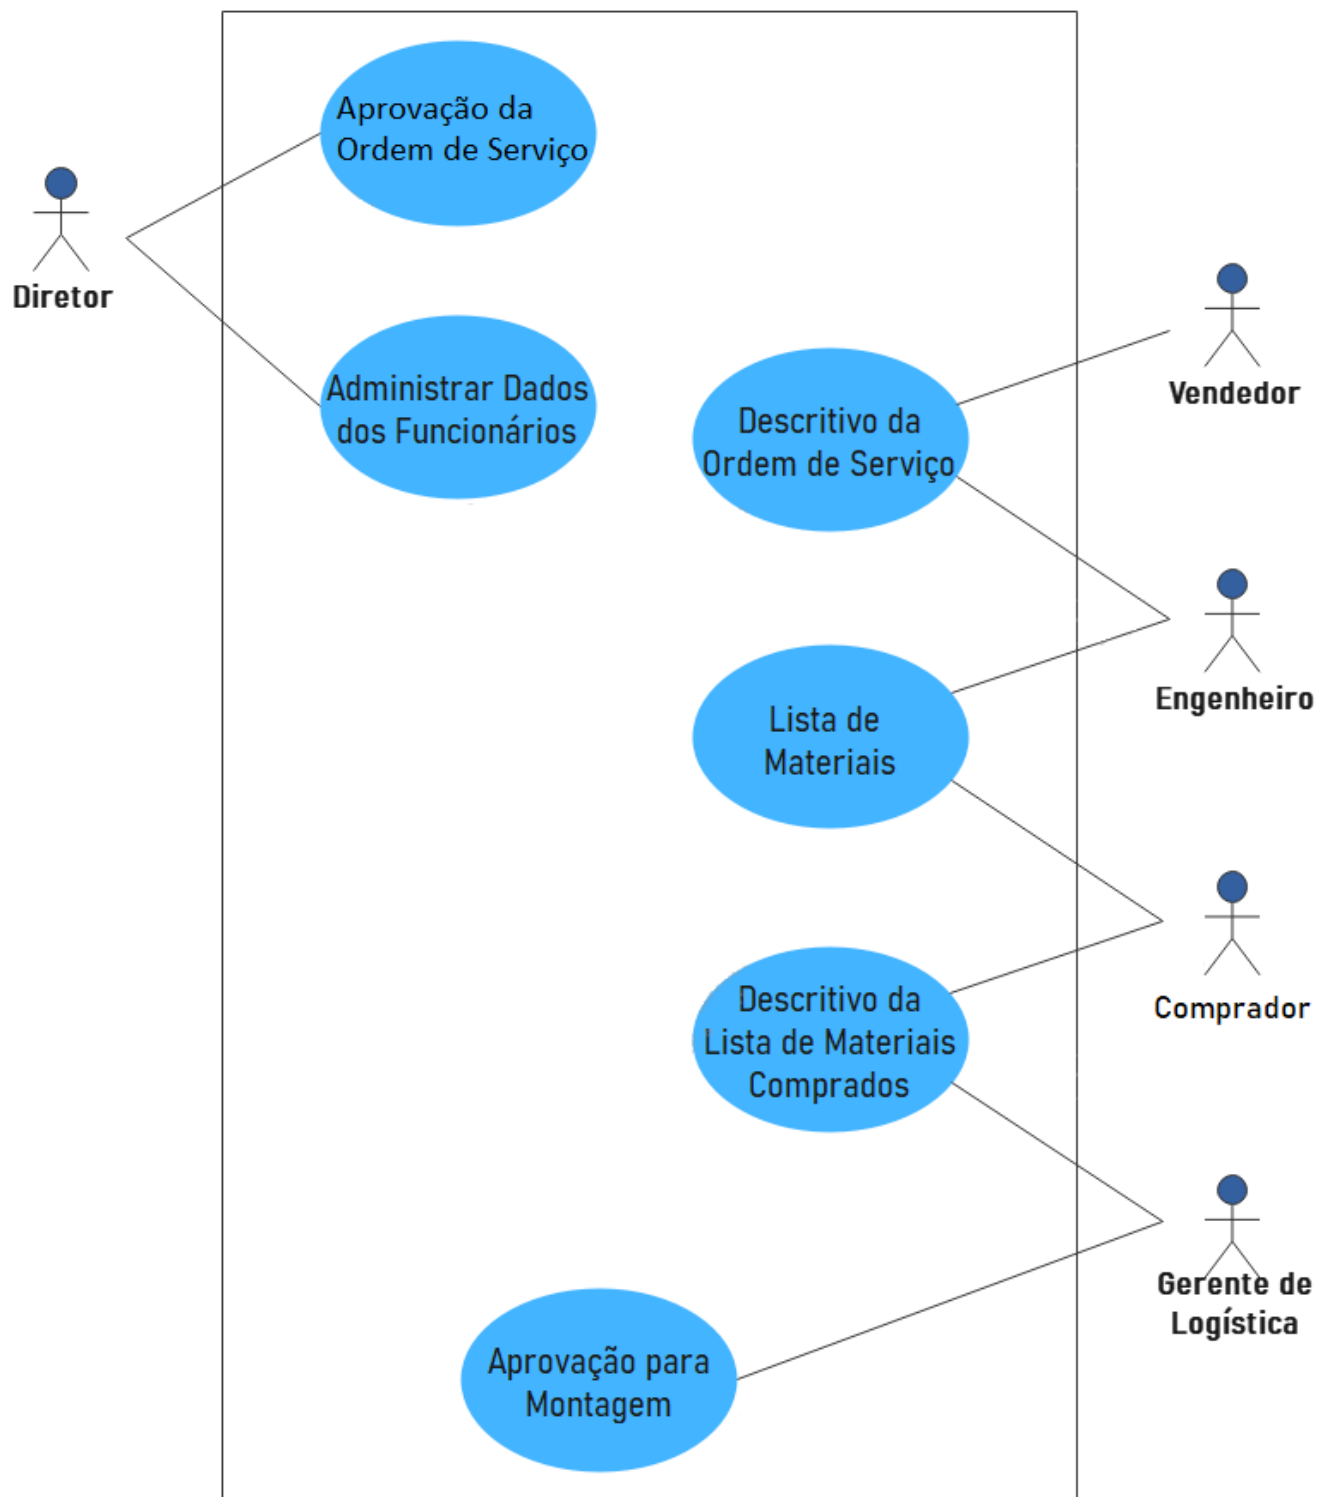 Aprovação da
Ordem de Serviço
Diretor
Administrar Dados
dos Funcionários
Vendedor
Descritivo da
Ordem de Serviço
Engenheiro
Lista de
Materiais
Comprador
Descritivo da
Lista de Materiais
Comprados
Gerente de
Logística
Aprovação para
Montagem